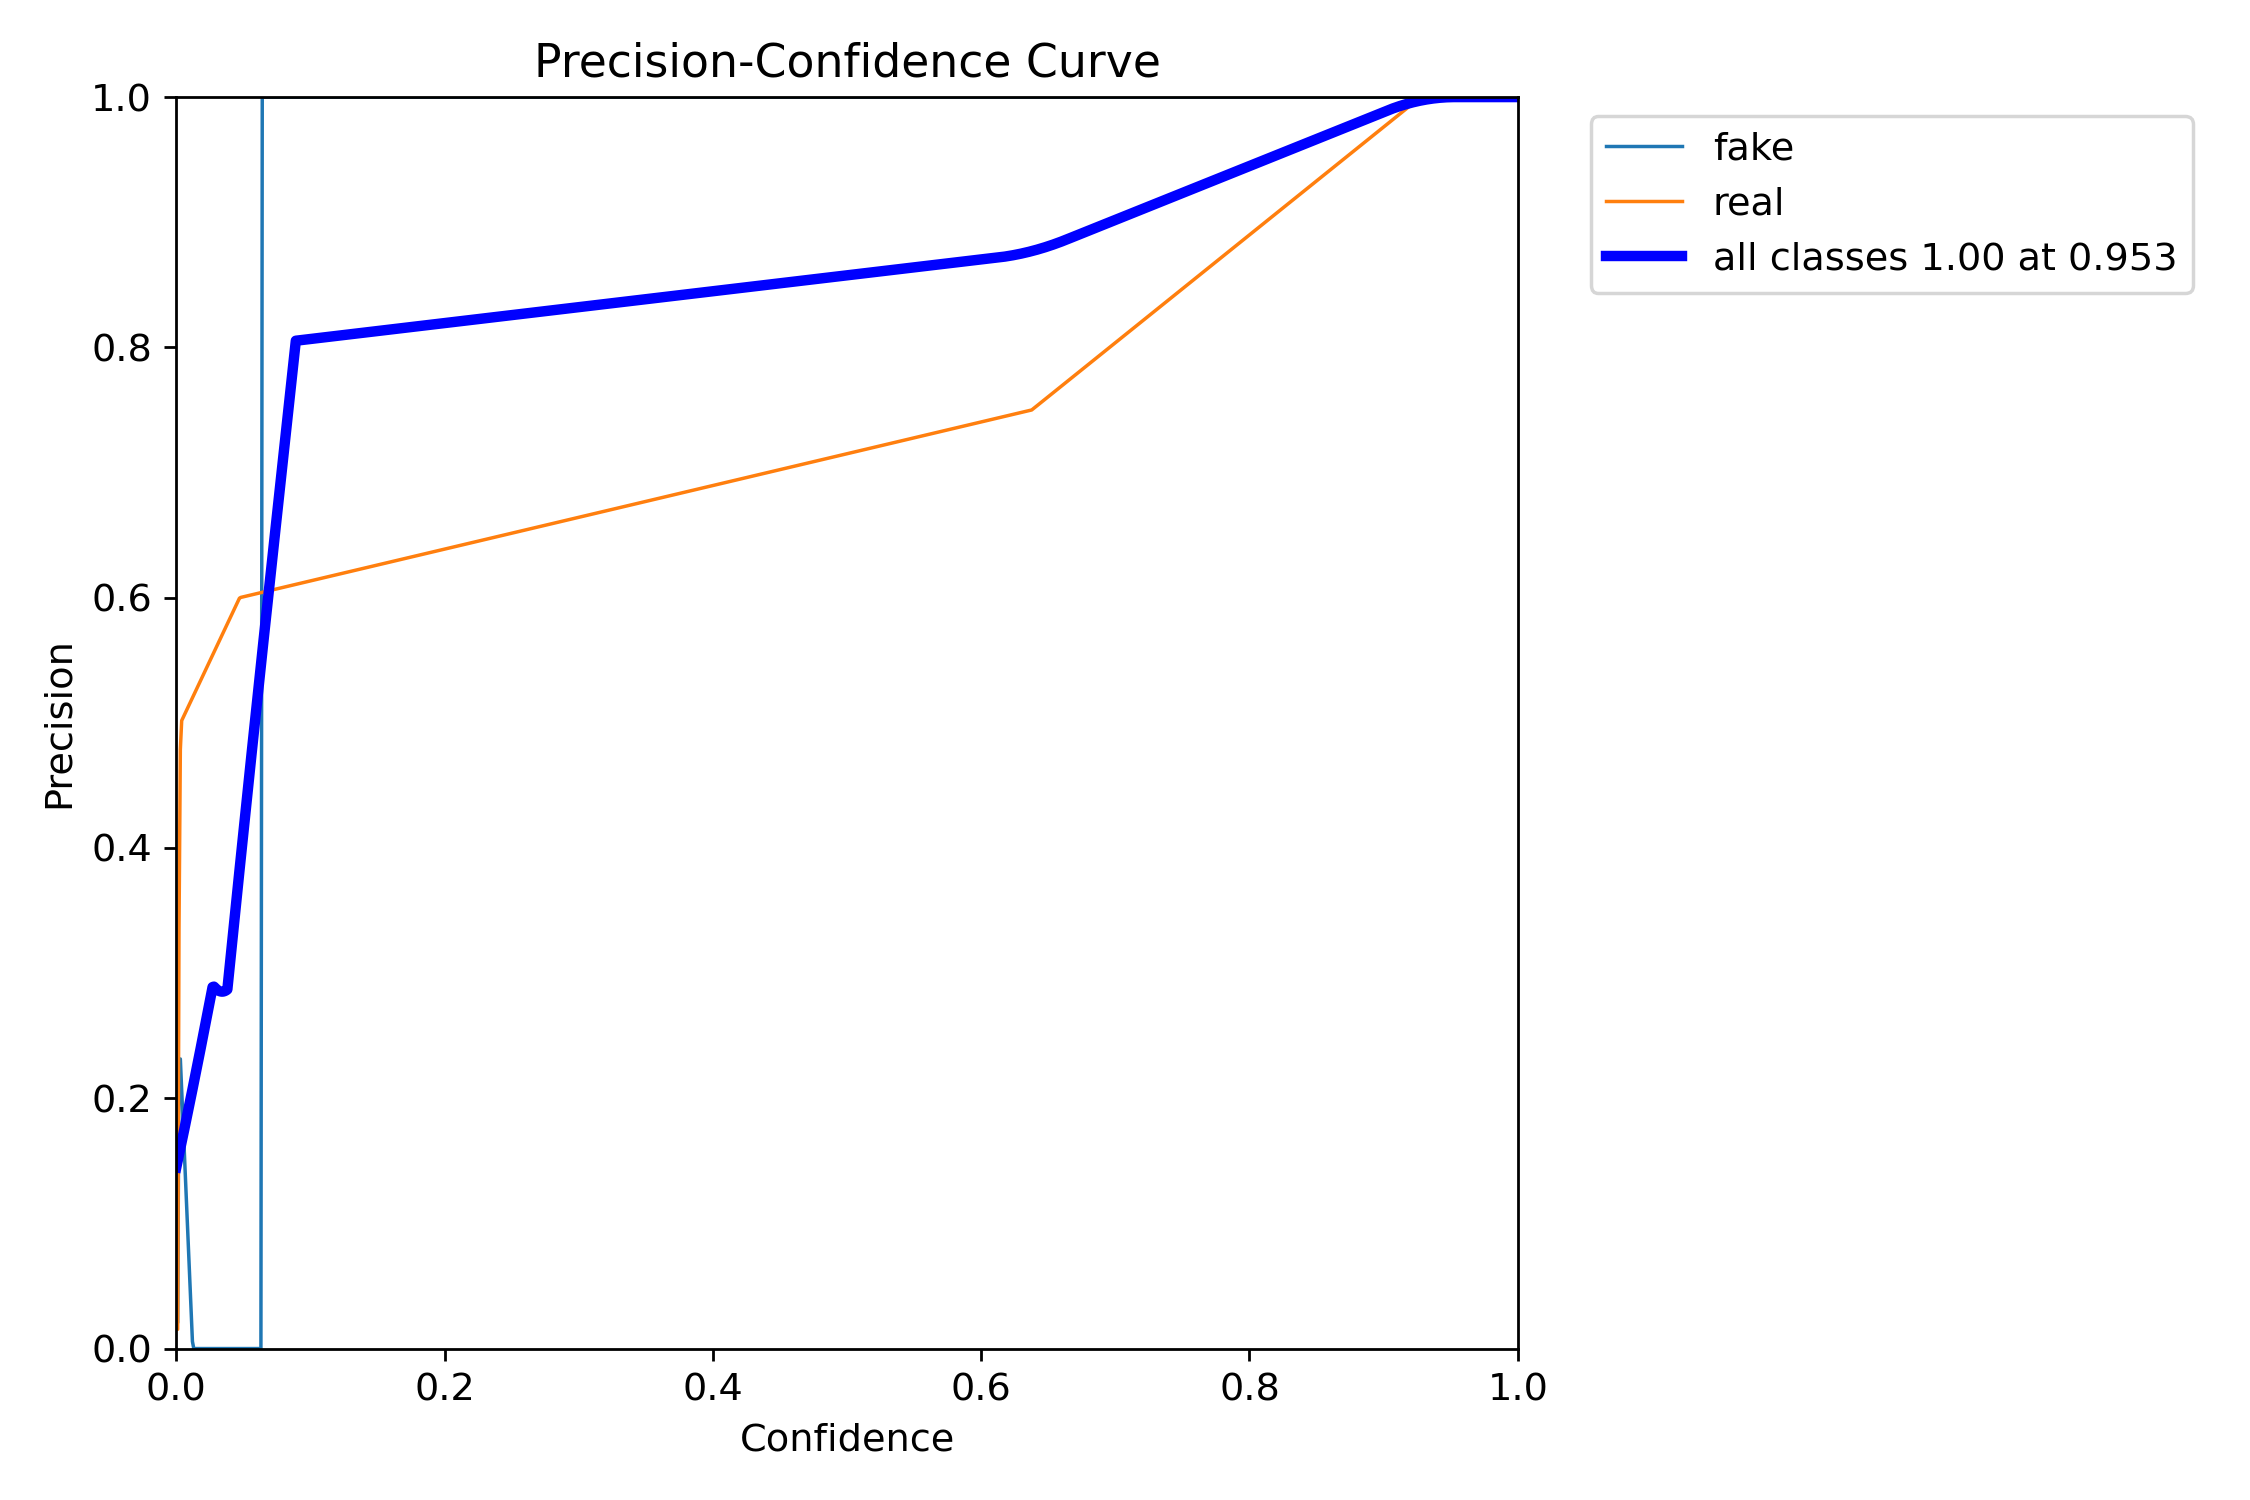 Precision-Confidence Curve
1.0
0.8
0.6
0.4
0.2
0.0
Precision
0.0 0.2 0.4 0.6 0.8 1.0
Confidence
fake
real
all classes 1.00 at 0.953